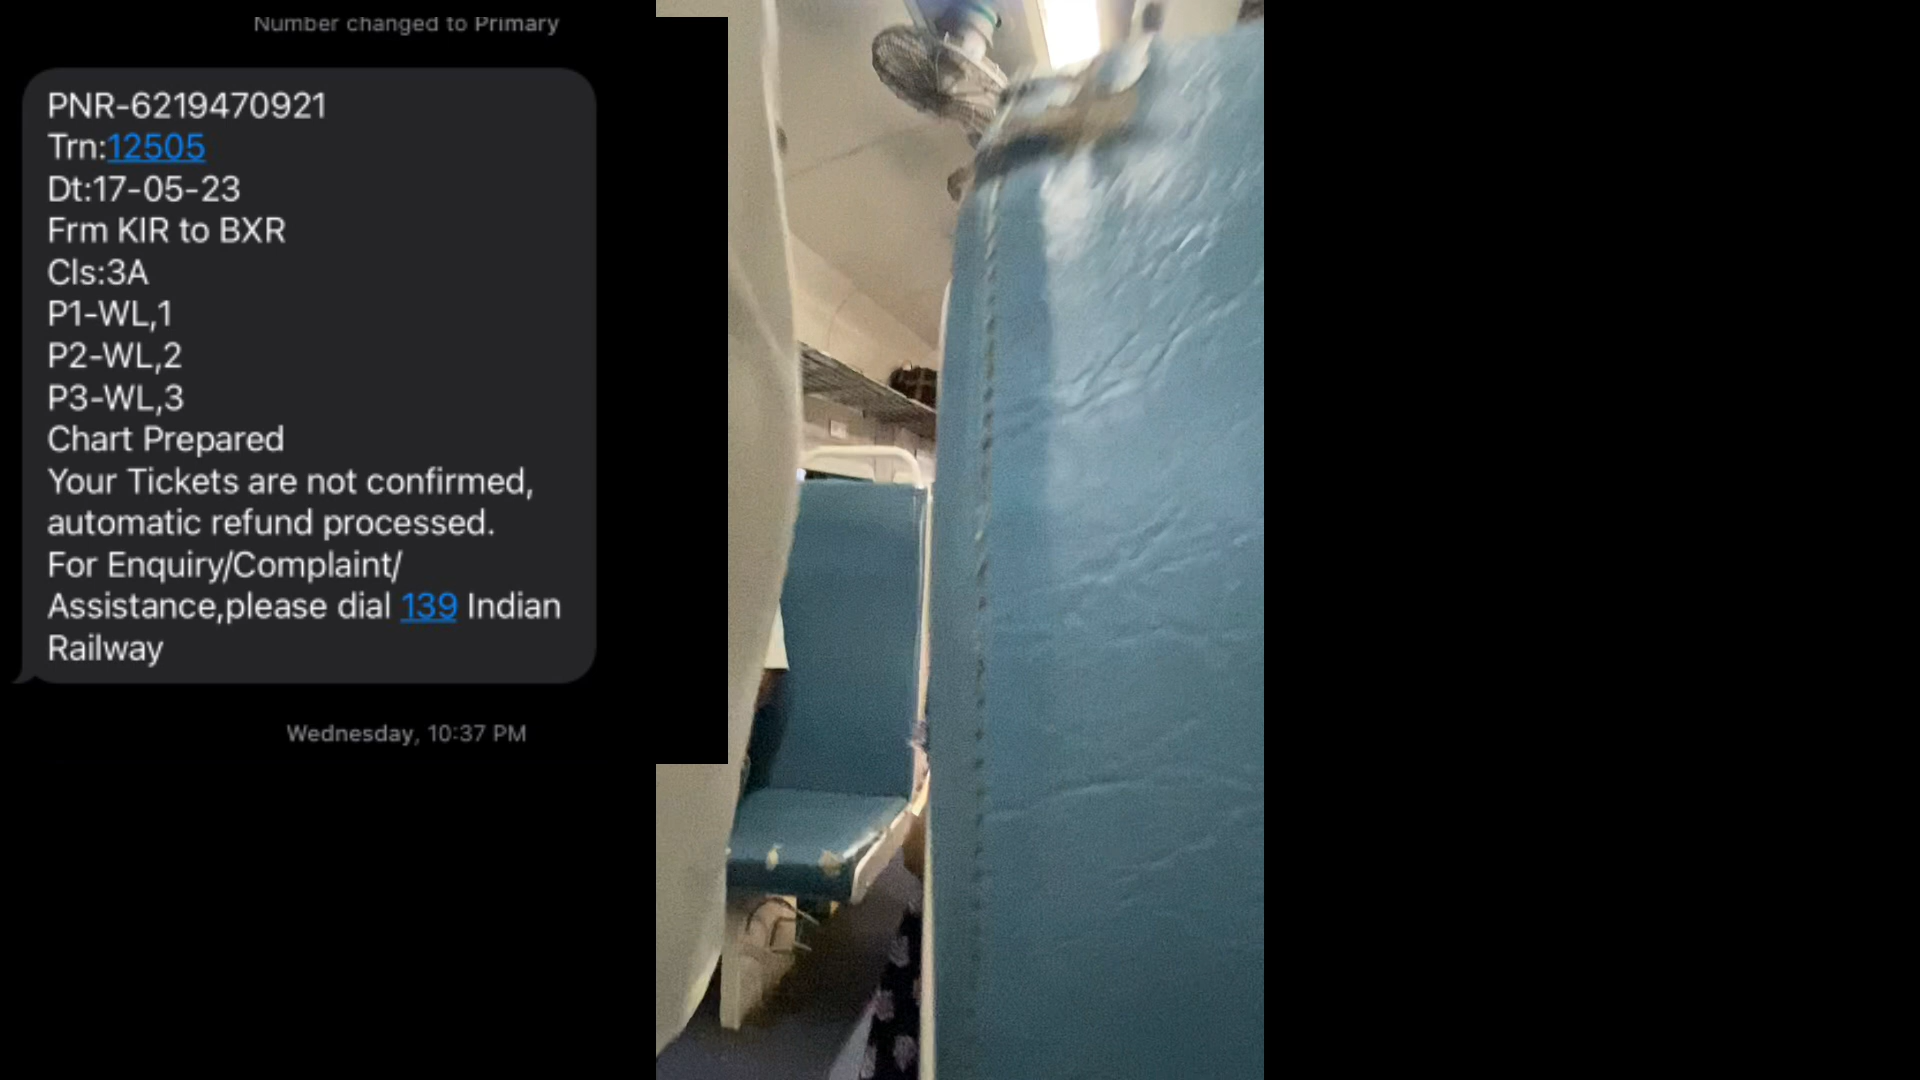 Number changed to Primary
PNR-6219470921
Trn:12505
Dt:17-05-23
Frm KIR to BXR
Cls:3A
P1-WL,1
P2-WL,2
P3-WL,3
Chart Prepared
Your Tickets are not confirmed,
automatic refund processed.
For Enquiry/Complaint/
Assistance,please dial 139 Indian
Railway
Wednesday, 10:37 PM